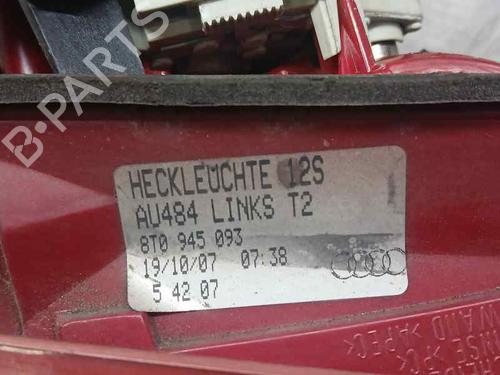 B-PARTS
HECKLEUCHTE 12S
AU484 LINKS T2
8T0 945 093
19/10/07 07:38
5 42 07